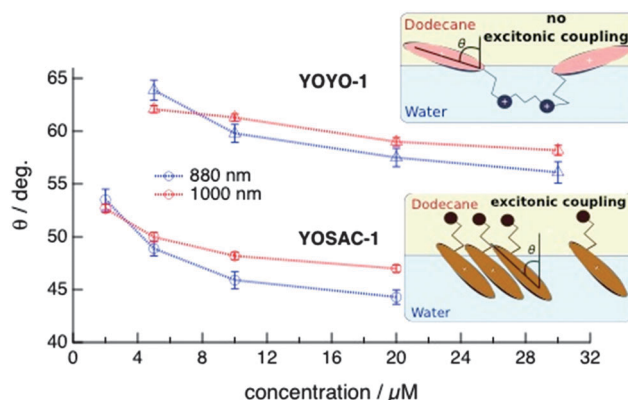 Dodecane
no
excitonic coupling
θ
Water
YOYO-1
880 nm
1000 nm
YOSAC-1
Dodecane
excitonic coupling
θ
Water
θ / deg.
65
60
55
50
45
40
0 4 8 12 16 20 24 28 32
concentration / μM